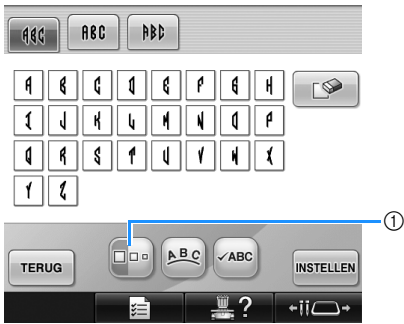 ABC ABC ABC
A B C D E F G H
I J K L M N O P
Q R S T U V W X
Y Z
①
TERUG ABC ✓ABC INSTELLEN
?